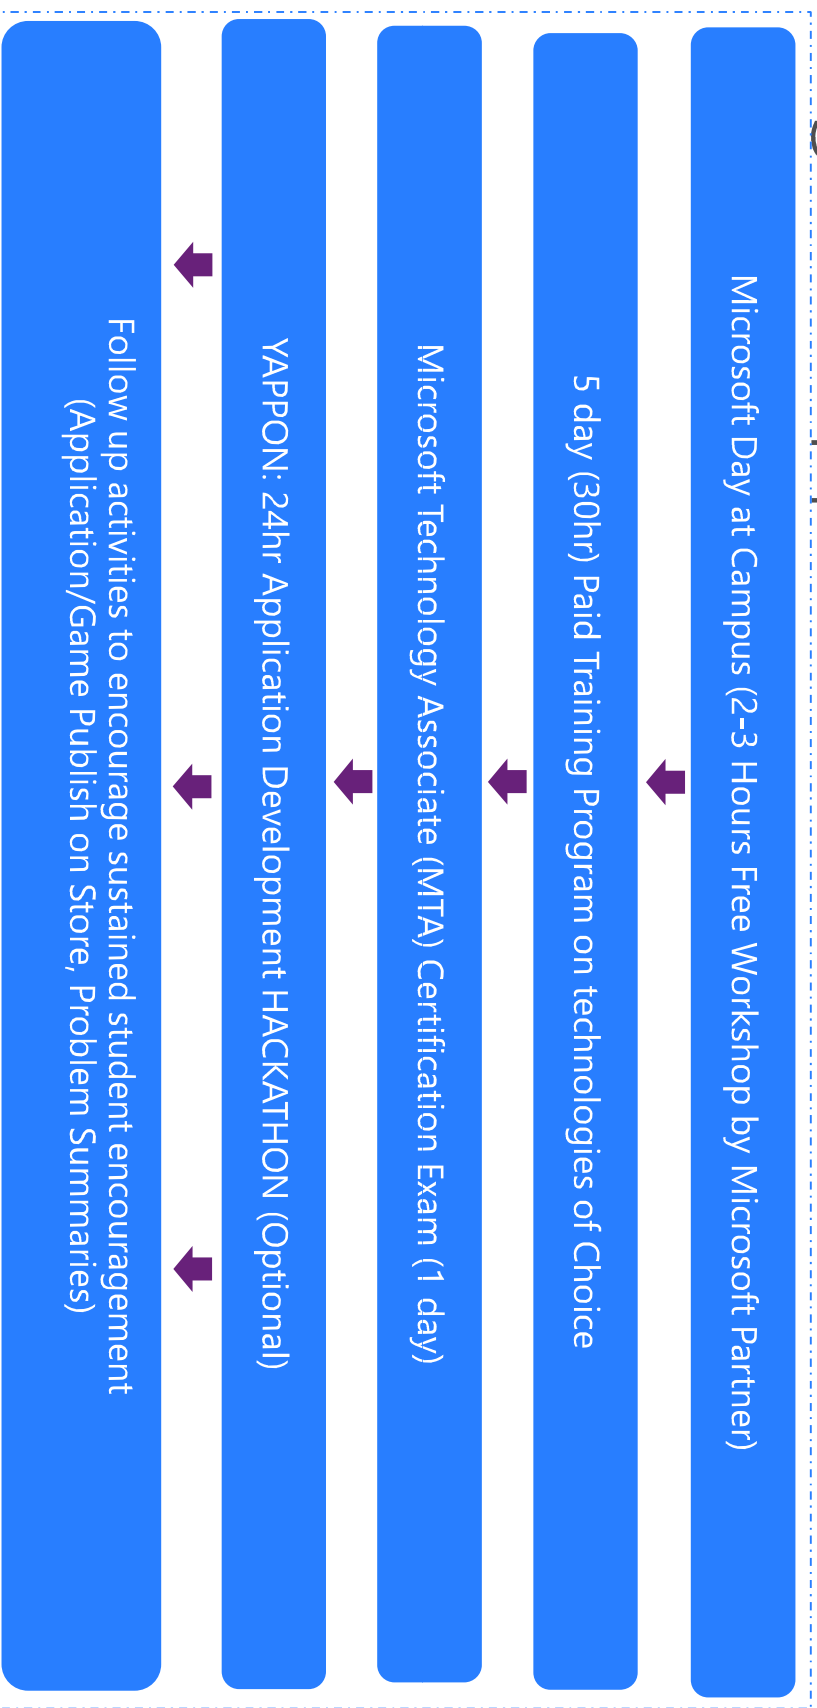 Microsoft Day at Campus (2-3 Hours Free Workshop by Microsoft Partner)
5 day (30hr) Paid Training Program on technologies of Choice
Microsoft Technology Associate (MTA) Certification Exam (1 day)
YAPPON: 24hr Application Development HACKATHON (Optional)
Follow up activities to encourage sustained student encouragement
(Application/Game Publish on Store, Problem Summaries)